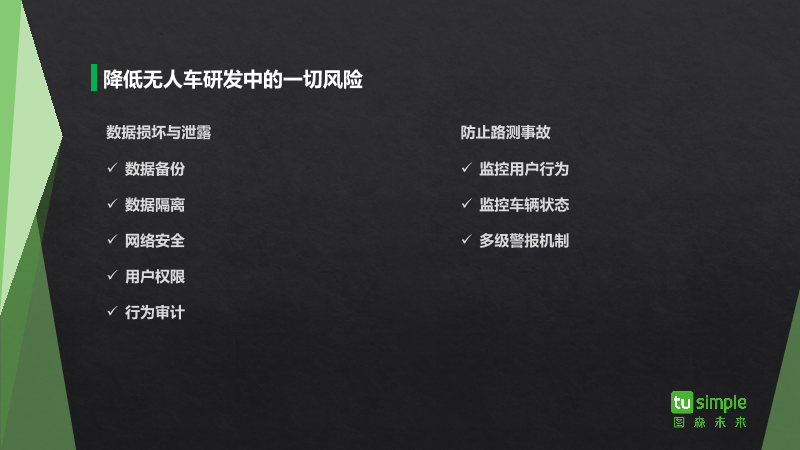 降低无人车研发中的一切风险
数据损坏与泄露
✓ 数据备份
✓ 数据隔离
✓ 网络安全
✓ 用户权限
✓ 行为审计
防止路测事故
✓ 监控用户行为
✓ 监控车辆状态
✓ 多级警报机制
tusimple
图森未来